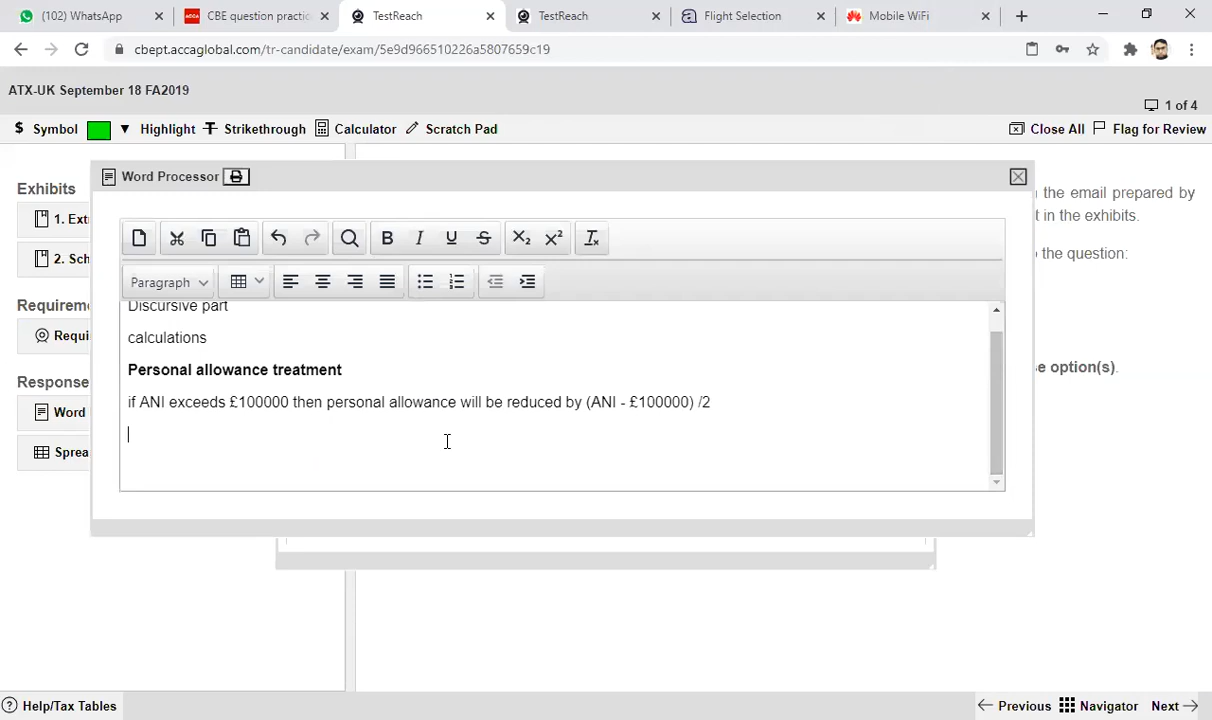 (102) WhatsApp
CBE question practic
TestReach
TestReach
Flight Selection
Mobile WiFi
cbept.accaglobal.com/tr-candidate/exam/5e9d966510226a5807659c19
ATX-UK September 18 FA2019
1 of 4
$ Symbol
Highlight
Strikethrough
Calculator
Scratch Pad
Close All
Flag for Review
Exhibits
1. Ext
2. Sch
Requirem
Requi
Response
Word
Sprea
Word Processor
Paragraph
Discursive part
calculations
Personal allowance treatment
if ANI exceeds £100000 then personal allowance will be reduced by (ANI - £100000) /2
the email prepared by
t in the exhibits.
o the question:
e option(s).
Help/Tax Tables
Previous
Navigator
Next